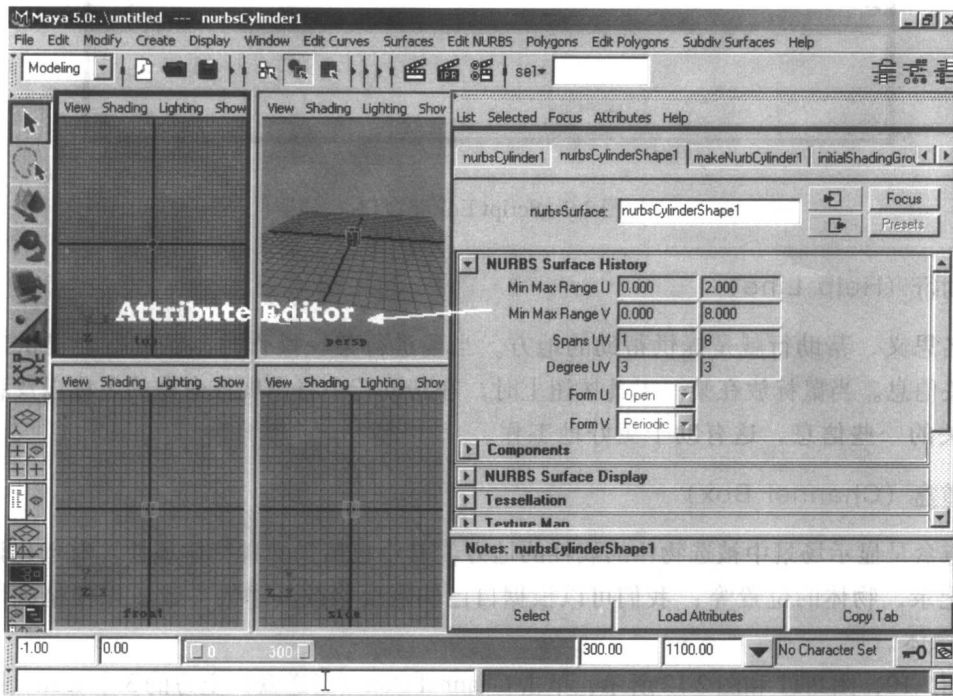 Maya 5.0: .\untitled --- nurbsCylinder1
File Edit Modify Create Display Window Edit Curves Surfaces Edit NURBS Polygons Edit Polygons Subdiv Surfaces Help
Modeling
sel
View Shading Lighting Show
View Shading Lighting Show
List Selected Focus Attributes Help
nurbsCylinder1 nurbsCylinderShape1 makeNurbCylinder1 initialShadingGrou
nurbsSurface: nurbsCylinderShape1
Focus
Presets
NURBS Surface History
Min Max Range U 0.000 2.000
Min Max Range V 0.000 8.000
Spans UV 1 8
Degree UV 3 3
Form U Open
Form V Periodic
Components
NURBS Surface Display
Tessellation
Texture Map
Attribute Editor
top
persp
View Shading Lighting Show
View Shading Lighting Show
front
side
Notes: nurbsCylinderShape1
Select Load Attributes Copy Tab
-1.00 0.00 0 300 300.00 1100.00 No Character Set